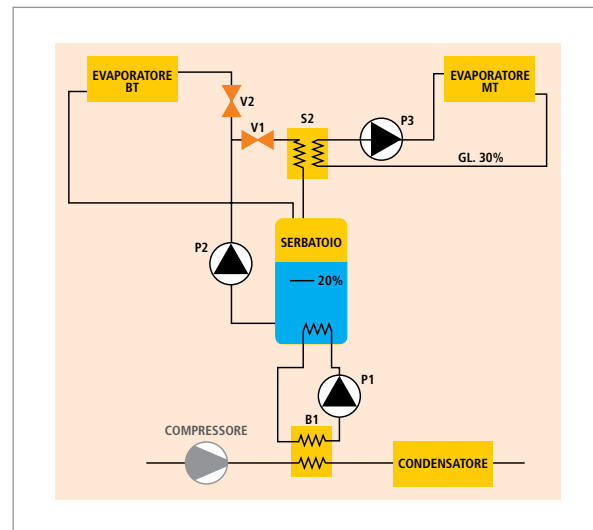 EVAPORATORE
BT
EVAPORATORE
MT
V2
S2
P3
V1
GL. 30%
SERBATOIO
P2
20%
P1
B1
COMPRESSORE
CONDENSATORE